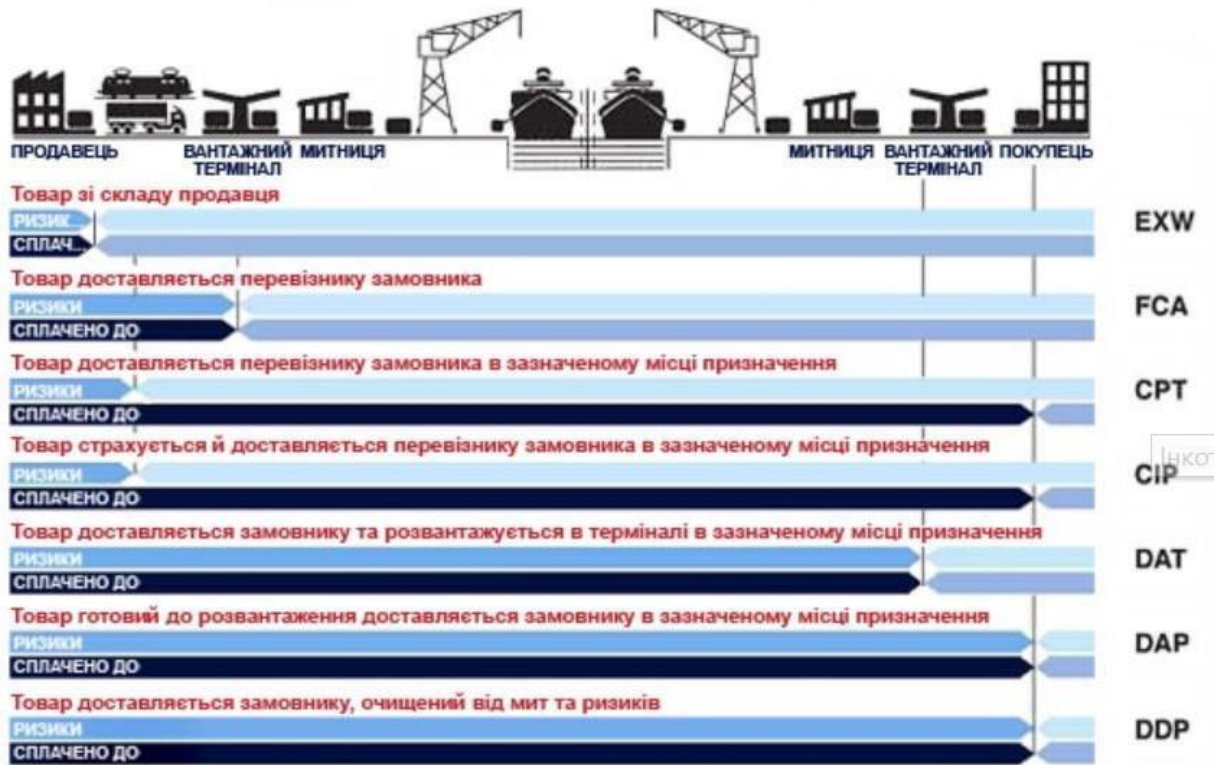 ПРОДАВЕЦЬ ВАНТАЖНИЙ МИТНИЦЯ МИТНИЦЯ ВАНТАЖНИЙ ПОКУПЕЦЬ
ТЕРМІНАЛ ТЕРМІНАЛ
Товар зі складу продавця
РИЗИК...
СПЛАЧ...
EXW
Товар доставляється перевізнику замовника
РИЗИКИ
СПЛАЧЕНО ДО
FCA
Товар доставляється перевізнику замовника в зазначеному місці призначення
РИЗИКИ
СПЛАЧЕНО ДО
CPT
Товар страхується й доставляється перевізнику замовника в зазначеному місці призначення
РИЗИКИ
СПЛАЧЕНО ДО
CIP
Товар доставляється замовнику та розвантажується в терміналі в зазначеному місці призначення
РИЗИКИ
СПЛАЧЕНО ДО
DAT
Товар готовий до розвантаження доставляється замовнику в зазначеному місці призначення
РИЗИКИ
СПЛАЧЕНО ДО
DAP
Товар доставляється замовнику, очищений від мит та ризиків
РИЗИКИ
СПЛАЧЕНО ДО
DDP